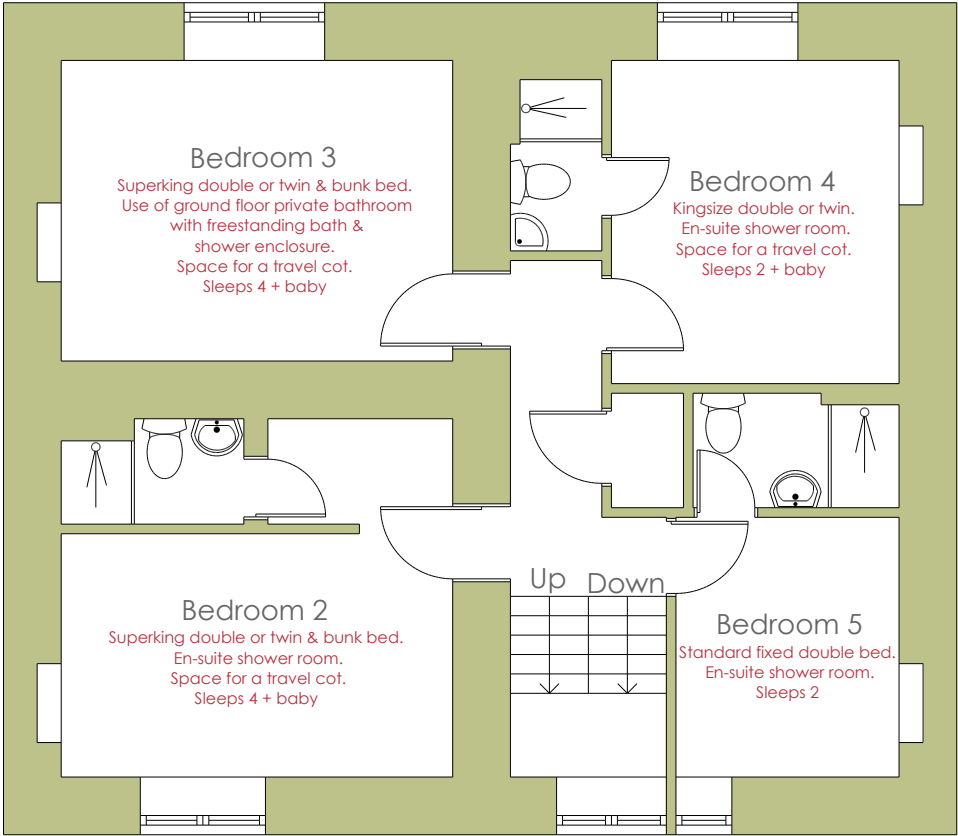 Bedroom 3
Superking double or twin & bunk bed.
Use of ground floor private bathroom
with freestanding bath &
shower enclosure.
Space for a travel cot.
Sleeps 4 + baby
Bedroom 4
Kingsize double or twin.
En-suite shower room.
Space for a travel cot.
Sleeps 2 + baby
Up
Down
Bedroom 2
Superking double or twin & bunk bed.
En-suite shower room.
Space for a travel cot.
Sleeps 4 + baby
Bedroom 5
Standard fixed double bed.
En-suite shower room.
Sleeps 2